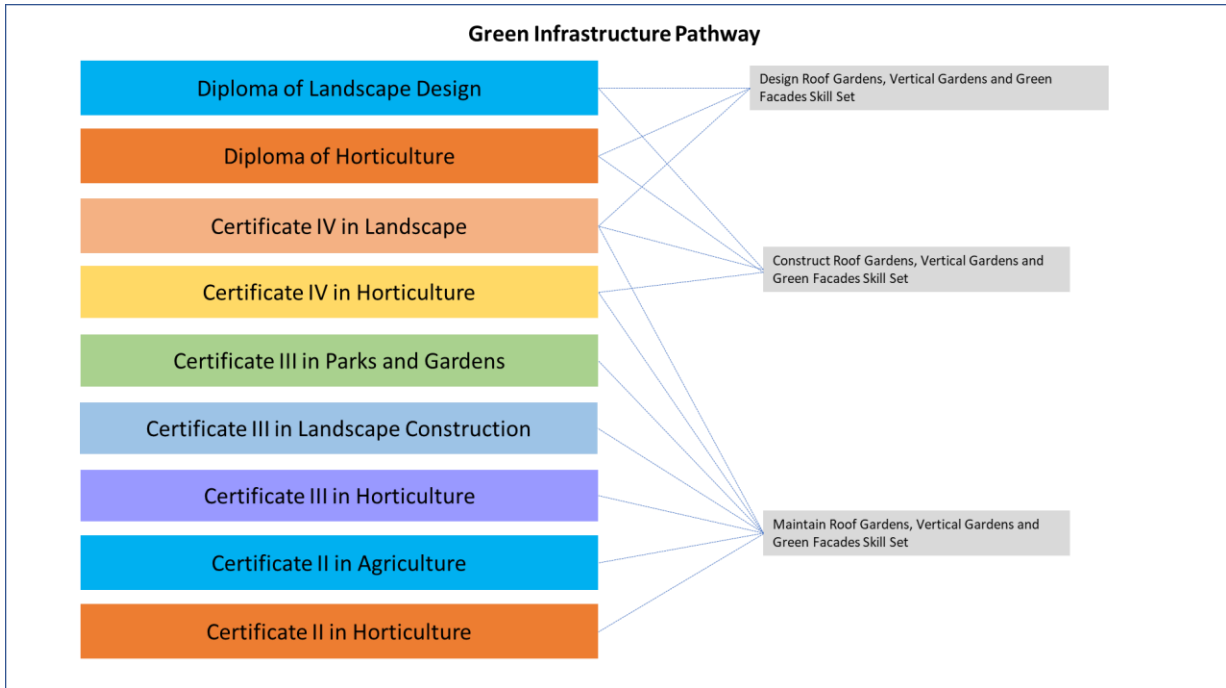 Green Infrastructure Pathway
Diploma of Landscape Design
Diploma of Horticulture
Certificate IV in Landscape
Certificate IV in Horticulture
Certificate III in Parks and Gardens
Certificate III in Landscape Construction
Certificate III in Horticulture
Certificate II in Agriculture
Certificate II in Horticulture
Design Roof Gardens, Vertical Gardens and Green
Facades Skill Set
Construct Roof Gardens, Vertical Gardens and
Green Facades Skill Set
Maintain Roof Gardens, Vertical Gardens and
Green Facades Skill Set